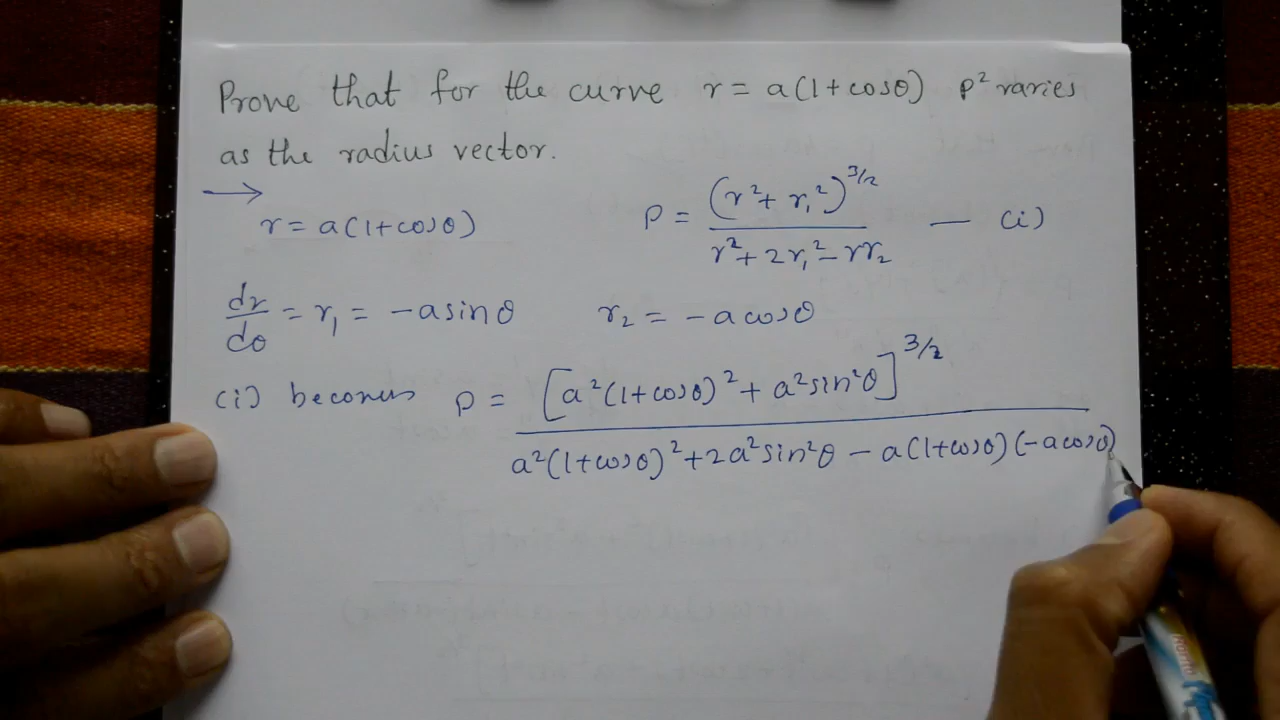 Prove that for the curve r = a(1+cosθ) ρ² varies
as the radius vector.
→ r = a(1+cosθ)
ρ = (r²+r₁²)^3/2 / r²+2r₁²-rr₂ — (i)
dr/dθ = r₁ = -a sinθ r₂ = -a cosθ
(i) becomes ρ = [a²(1+cosθ)²+a²sin²θ]^3/2 / a²(1+cosθ)²+2a²sin²θ - a(1+cosθ)(-a cosθ)